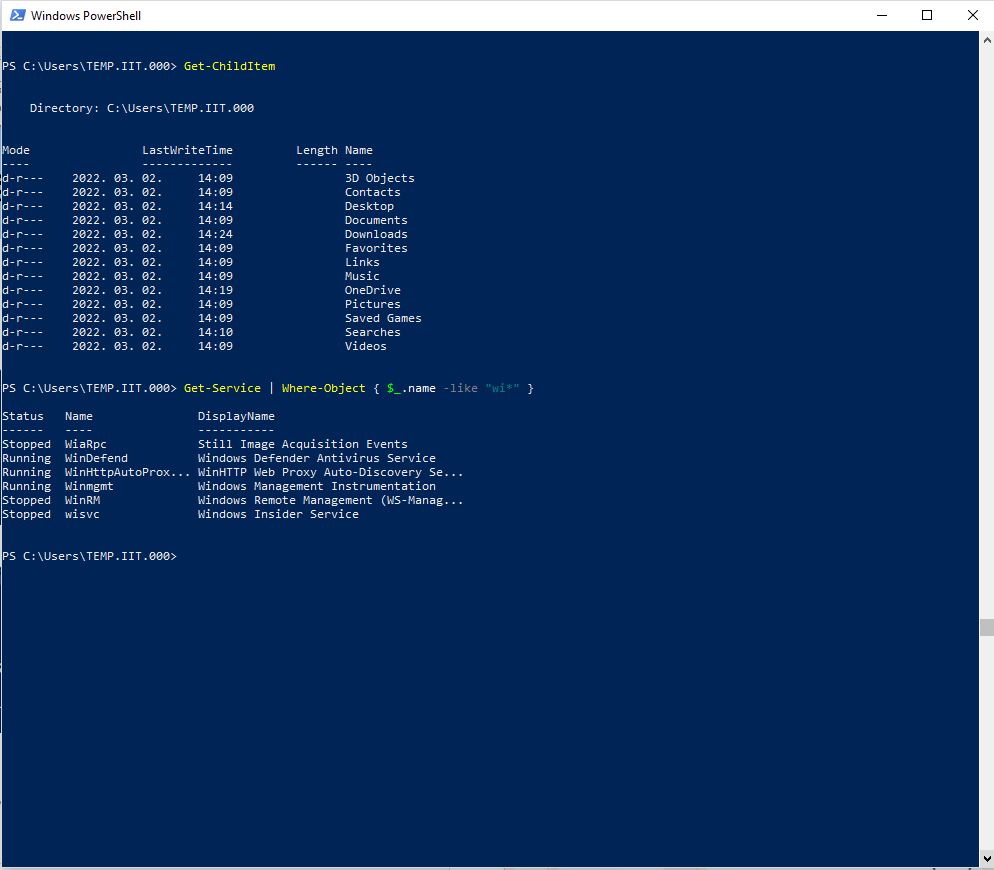 Windows PowerShell
PS C:\Users\TEMP.IIT.000> Get-ChildItem
Directory: C:\Users\TEMP.IIT.000
Mode LastWriteTime Length Name
---- ------------- ------ ----
d-r--- 2022. 03. 02. 14:09 3D Objects
d-r--- 2022. 03. 02. 14:09 Contacts
d-r--- 2022. 03. 02. 14:14 Desktop
d-r--- 2022. 03. 02. 14:09 Documents
d-r--- 2022. 03. 02. 14:24 Downloads
d-r--- 2022. 03. 02. 14:09 Favorites
d-r--- 2022. 03. 02. 14:09 Links
d-r--- 2022. 03. 02. 14:09 Music
d-r--- 2022. 03. 02. 14:19 OneDrive
d-r--- 2022. 03. 02. 14:09 Pictures
d-r--- 2022. 03. 02. 14:09 Saved Games
d-r--- 2022. 03. 02. 14:10 Searches
d-r--- 2022. 03. 02. 14:09 Videos
PS C:\Users\TEMP.IIT.000> Get-Service | Where-Object { $_.name -like "wi*" }
Status Name DisplayName
------ ---- -----------
Stopped WiaRpc Still Image Acquisition Events
Running WinDefend Windows Defender Antivirus Service
Running WinHttpAutoProx... WinHTTP Web Proxy Auto-Discovery Se...
Running Winmgmt Windows Management Instrumentation
Stopped WinRM Windows Remote Management (WS-Manag...
Stopped wisvc Windows Insider Service
PS C:\Users\TEMP.IIT.000>